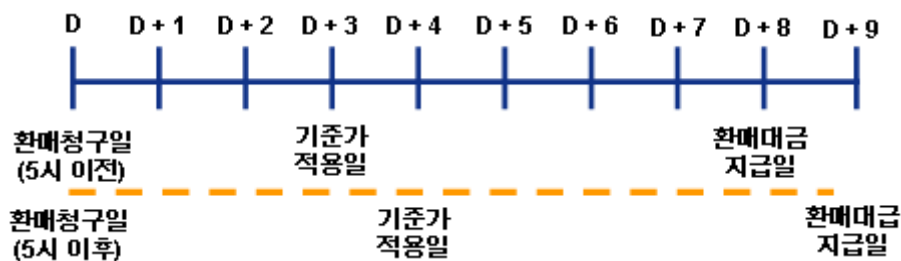 D D + 1 D + 2 D + 3 D + 4 D + 5 D + 6 D + 7 D + 8 D + 9
환매청구일 기준가 환매대금
(5시 이전) 적용일 지급일
환매청구일 기준가 환매대급
(5시 이후) 적용일 지급일